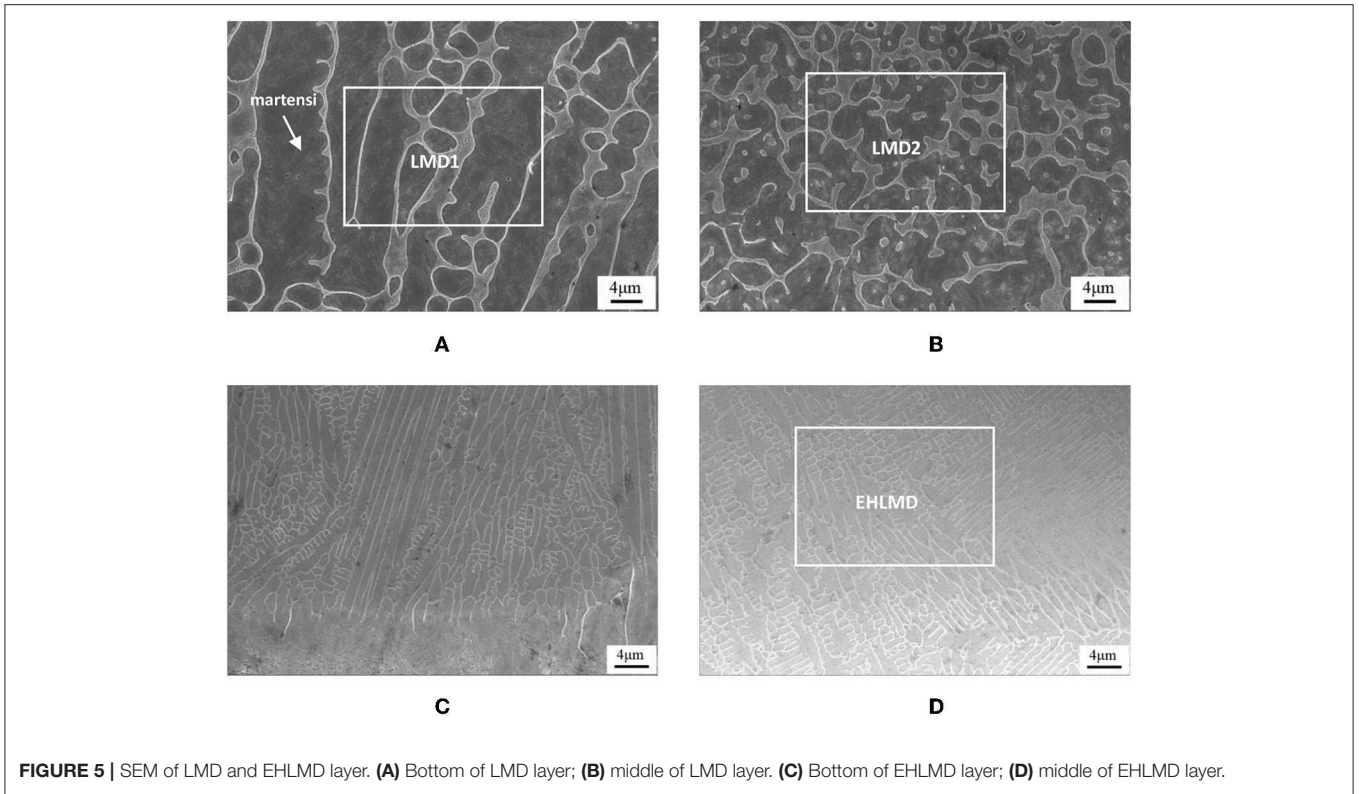 martensi
LMD1
4μm
A
LMD2
4μm
B
4μm
C
EHLMD
4μm
D
FIGURE 5 | SEM of LMD and EHLMD layer. (A) Bottom of LMD layer; (B) middle of LMD layer. (C) Bottom of EHLMD layer; (D) middle of EHLMD layer.